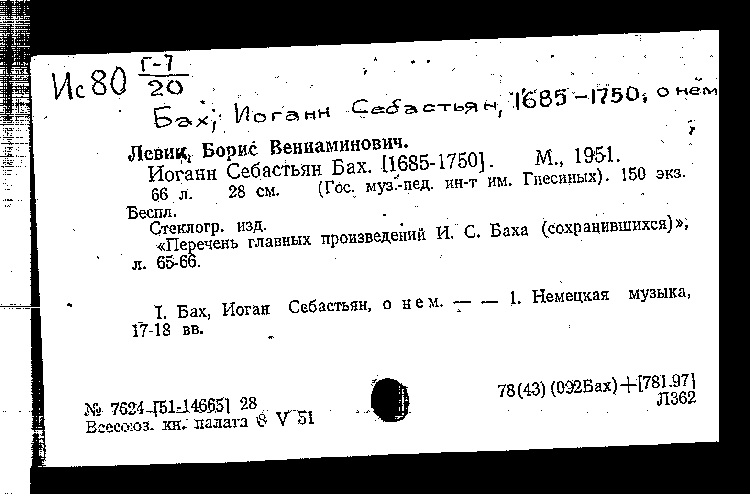 Ис80 Г-7
20
Бах, Иоганн Себастьян, 1685-1750, о нём
Левик, Борис Вениаминович.
Иоганн Себастьян Бах. [1685-1750]. М., 1951.
66 л. 28 см. (Гос. муз.-пед. ин-т им. Гнесиных). 150 экз.
Беспл.
Стеклогр. изд.
«Перечень главных произведений И. С. Баха (сохранившихся)»,
л. 65-66.
I. Бах, Иоган Себастьян, о нем. — — 1. Немецкая музыка,
17-18 вв.
78(43)(092Бах)+[781.97]
№ 7624 [51-14665] 28
Л362
Всесоюз. кн. палата 8 V 51